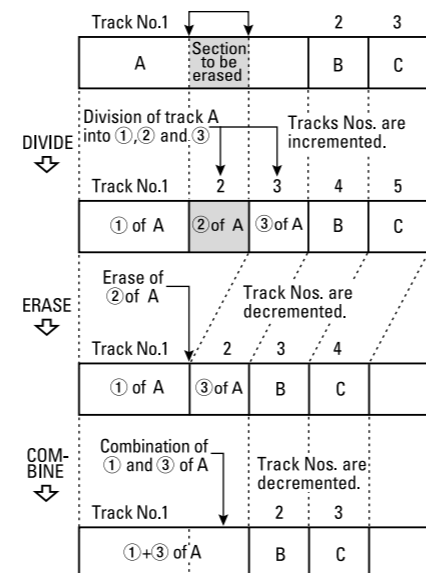 Track No.1 2 3
A Section to be erased B C
DIVIDE
Division of track A
into ①,② and ③
Tracks Nos. are
incremented.
Track No.1 2 3 4 5
① of A ②of A ③of A B C
ERASE
Erase of
②of A
Track Nos. are
decremented.
Track No.1 2 3 4
① of A ③of A B C
COM-
BINE
Combination of
① and ③ of A
Track Nos. are
decremented.
Track No.1 2 3
①+③ of A B C